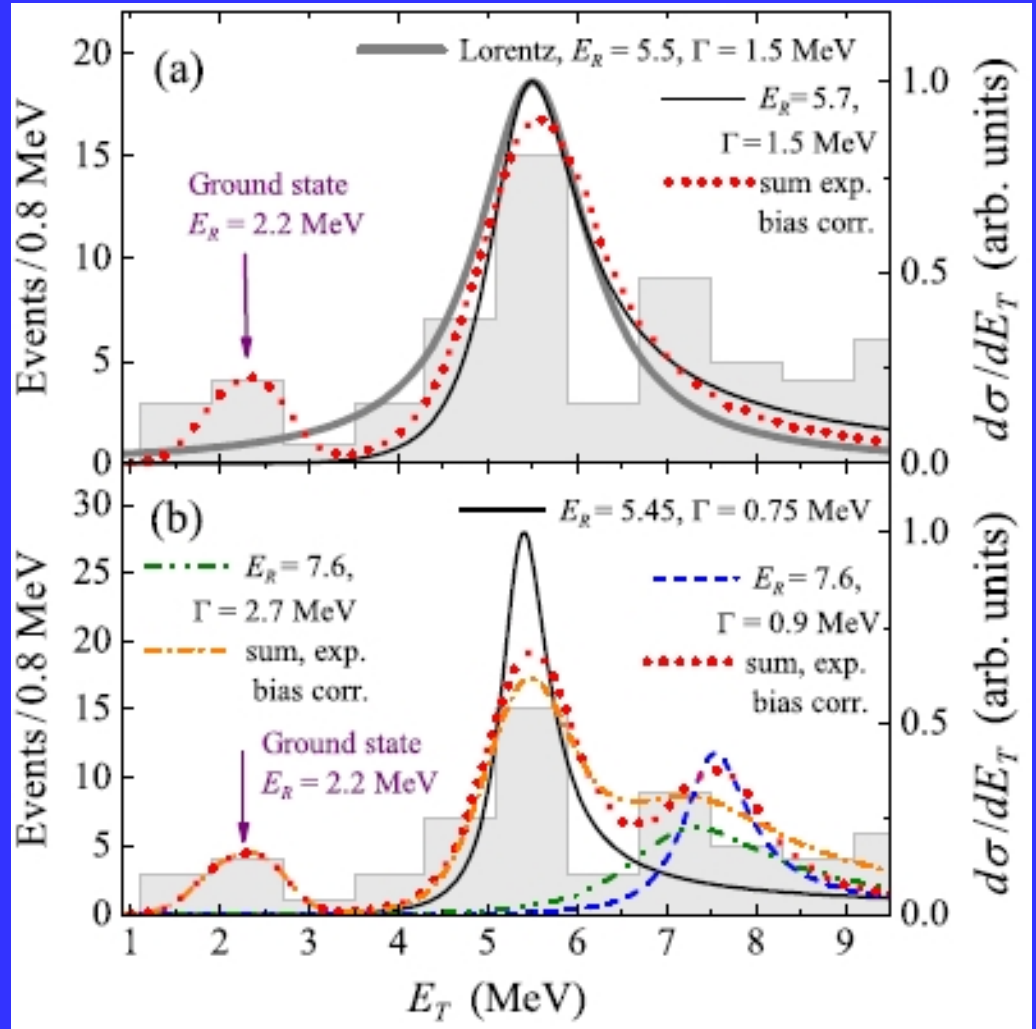 (a)
Lorentz, E_R = 5.5, Γ = 1.5 MeV
E_R = 5.7,
Γ = 1.5 MeV
sum exp.
bias corr.
Ground state
E_R = 2.2 MeV
Events / 0.8 MeV
20
15
10
5
0
dσ/dE_T (arb. units)
1.0
0.5
0.0
(b)
E_R = 5.45, Γ = 0.75 MeV
E_R = 7.6,
Γ = 2.7 MeV
sum, exp.
bias corr.
E_R = 7.6,
Γ = 0.9 MeV
sum, exp.
bias corr.
Ground state
E_R = 2.2 MeV
Events / 0.8 MeV
30
25
20
15
10
5
0
dσ/dE_T (arb. units)
1.0
0.5
0.0
1 2 3 4 5 6 7 8 9
E_T (MeV)